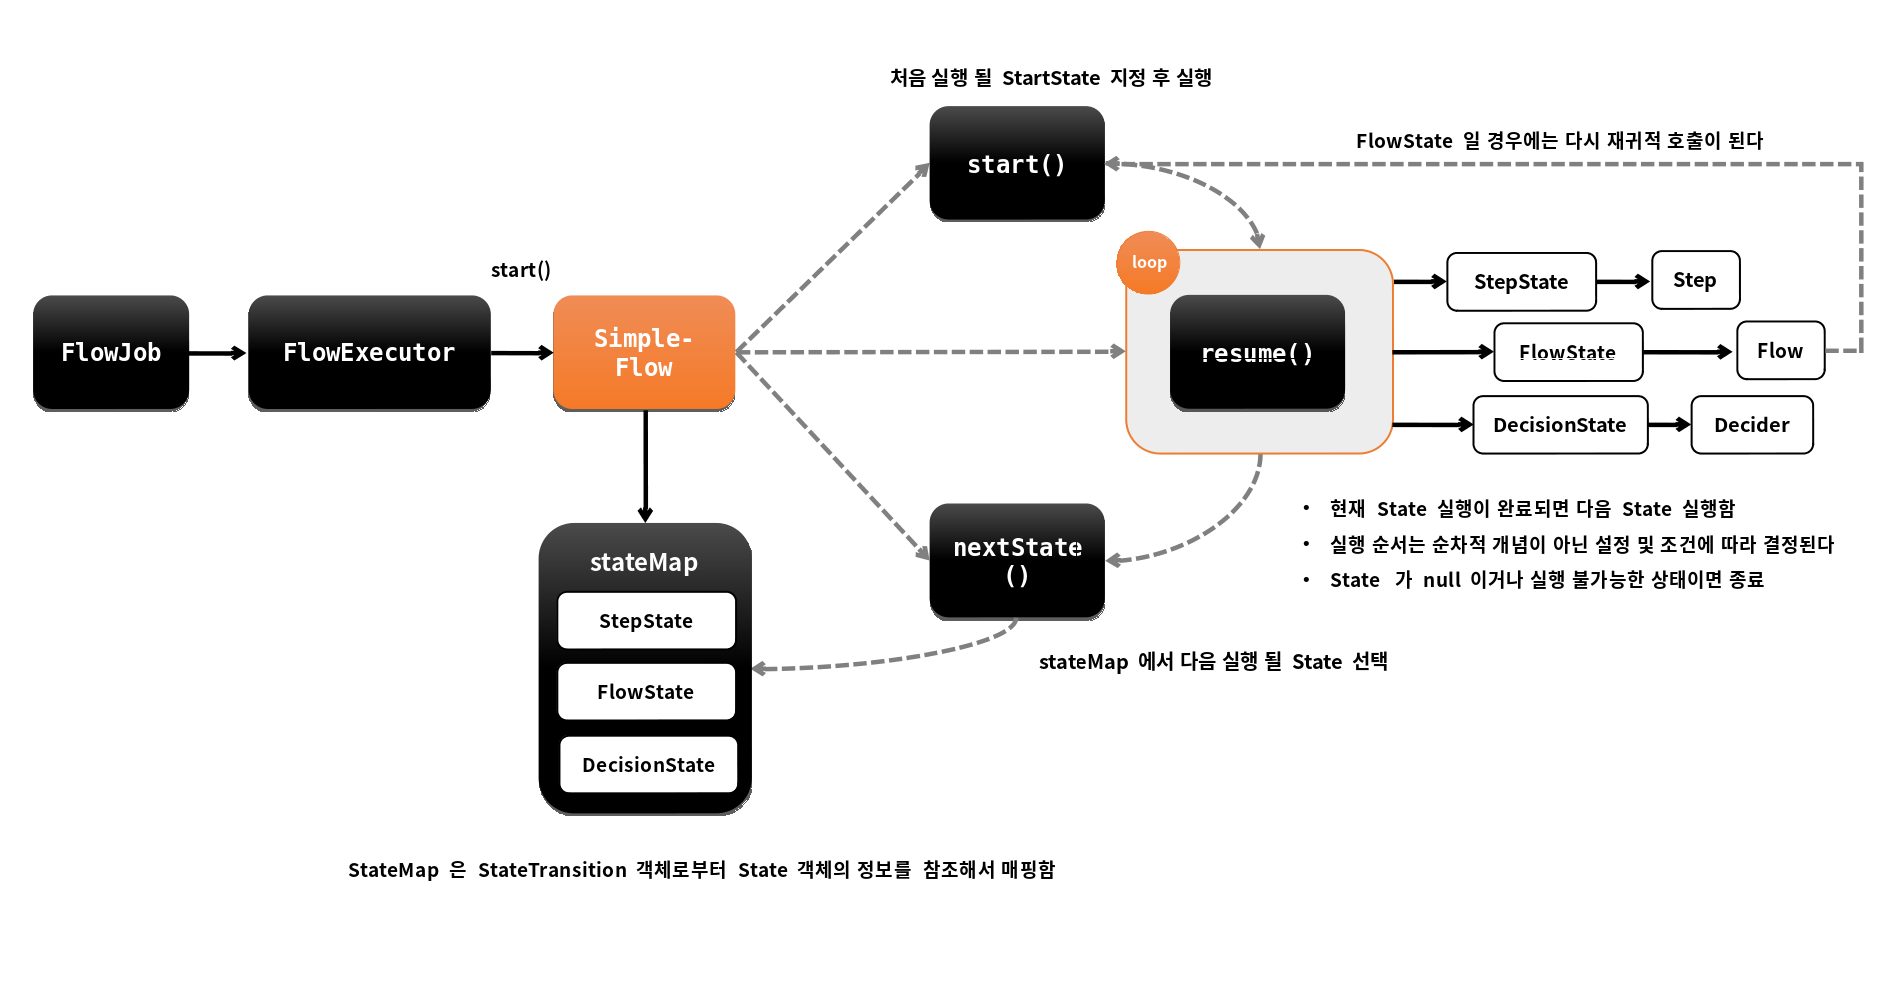 처음 실행 될 StartState 지정 후 실행
start()
FlowState 일 경우에는 다시 재귀적 호출이 된다
start()
loop
FlowJob
FlowExecutor
Simple-
Flow
resume()
StepState
Step
FlowState
Flow
DecisionState
Decider
nextState
()
• 현재 State 실행이 완료되면 다음 State 실행함
• 실행 순서는 순차적 개념이 아닌 설정 및 조건에 따라 결정된다
• State 가 null 이거나 실행 불가능한 상태이면 종료
stateMap
StepState
FlowState
DecisionState
stateMap 에서 다음 실행 될 State 선택
StateMap 은 StateTransition 객체로부터 State 객체의 정보를 참조해서 매핑함